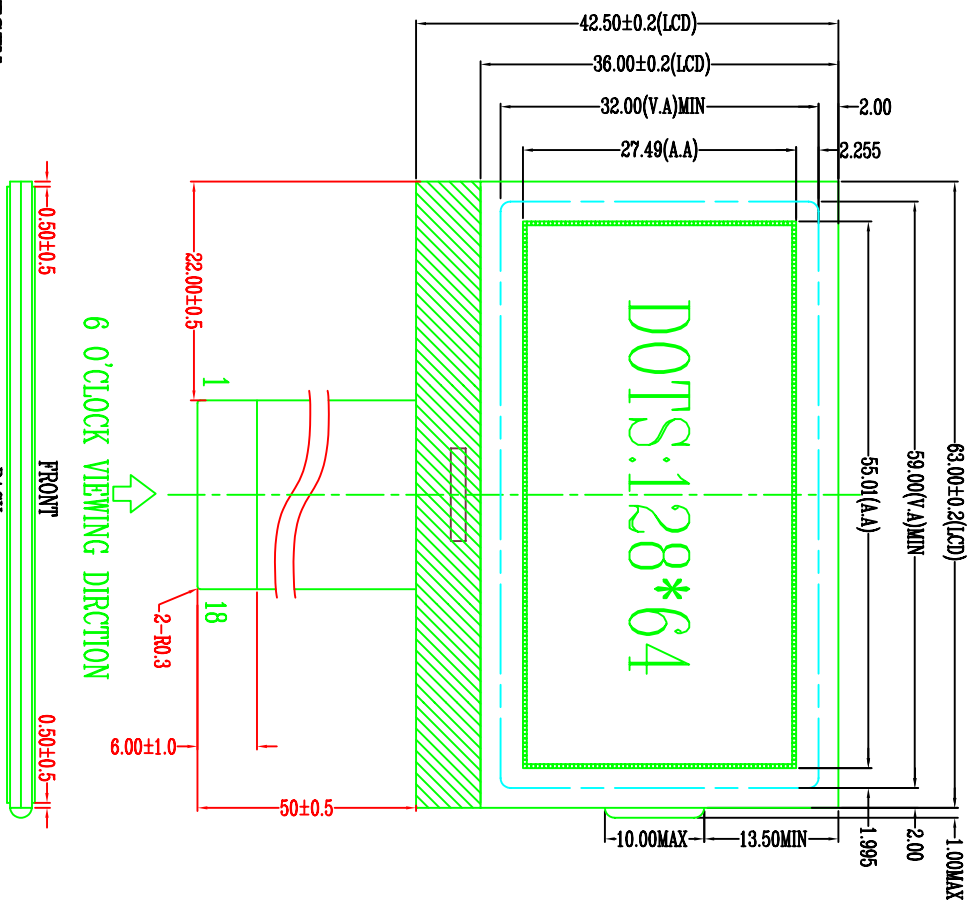 42.50±0.2(LCD)
36.00±0.2(LCD)
32.00(V.A)MIN
2.00
27.49(A.A)
2.255
63.00±0.2(LCD)
59.00(V.A)MIN
55.01(A.A)
DOTS:128*64
0.50±0.5
22.00±0.5
1
18
2-R0.3
6 O'CLOCK VIEWING DIRCTION
FRONT
0.50±0.5
6.00±1.0
50±0.5
10.00MAX
13.50MIN
1.995
2.00
1.00MAX